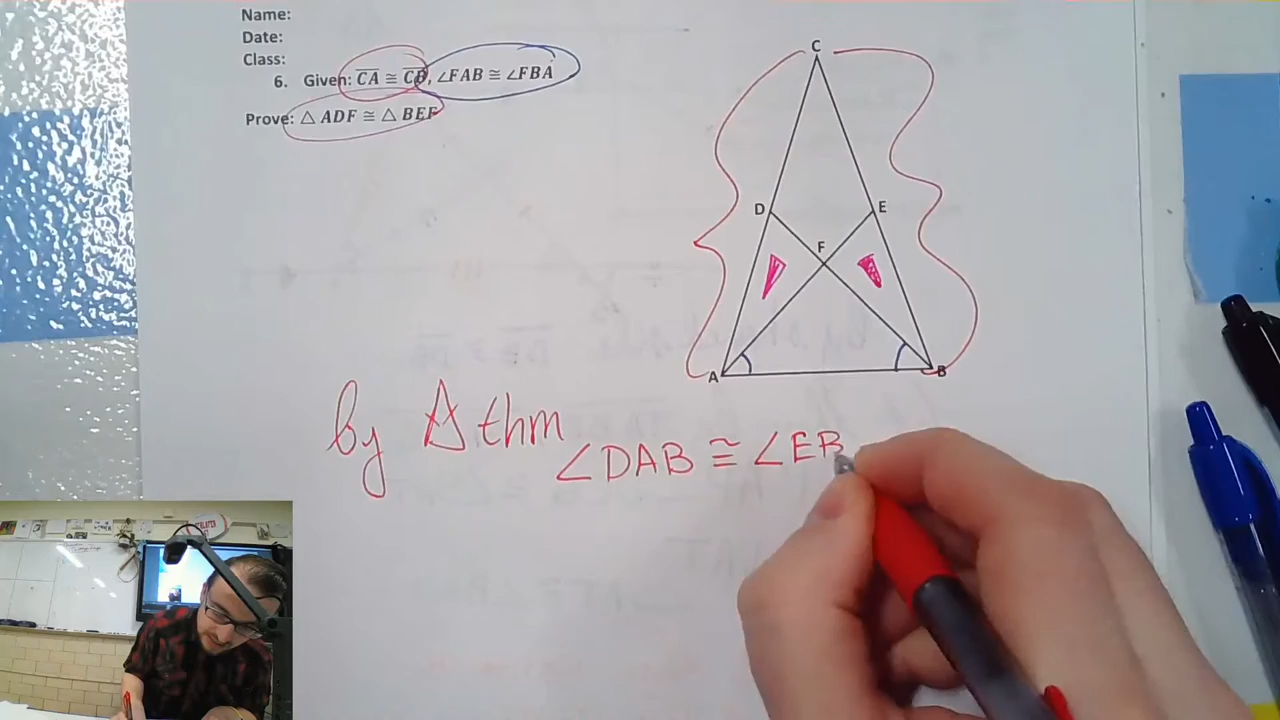 Name:
Date:
Class:
6. Given: CA ≅ CB, ∠FAB ≅ ∠FBA
Prove: △ ADF ≅ △ BEF
C
D
E
F
A
B
by △ thm
∠DAB ≅ ∠EB